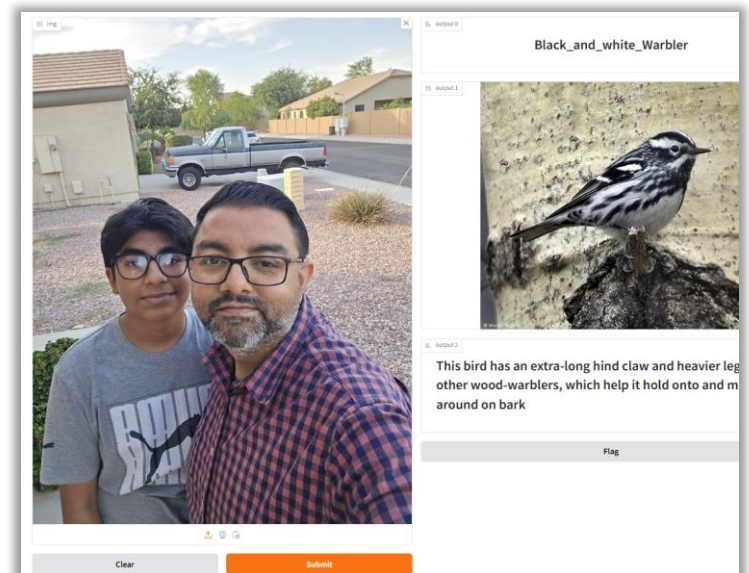 img
output 0
Black_and_white_Warbler
output 1
output 2
This bird has an extra-long hind claw and heavier leg
other wood-warblers, which help it hold onto and m
around on bark
Flag
Clear
Submit